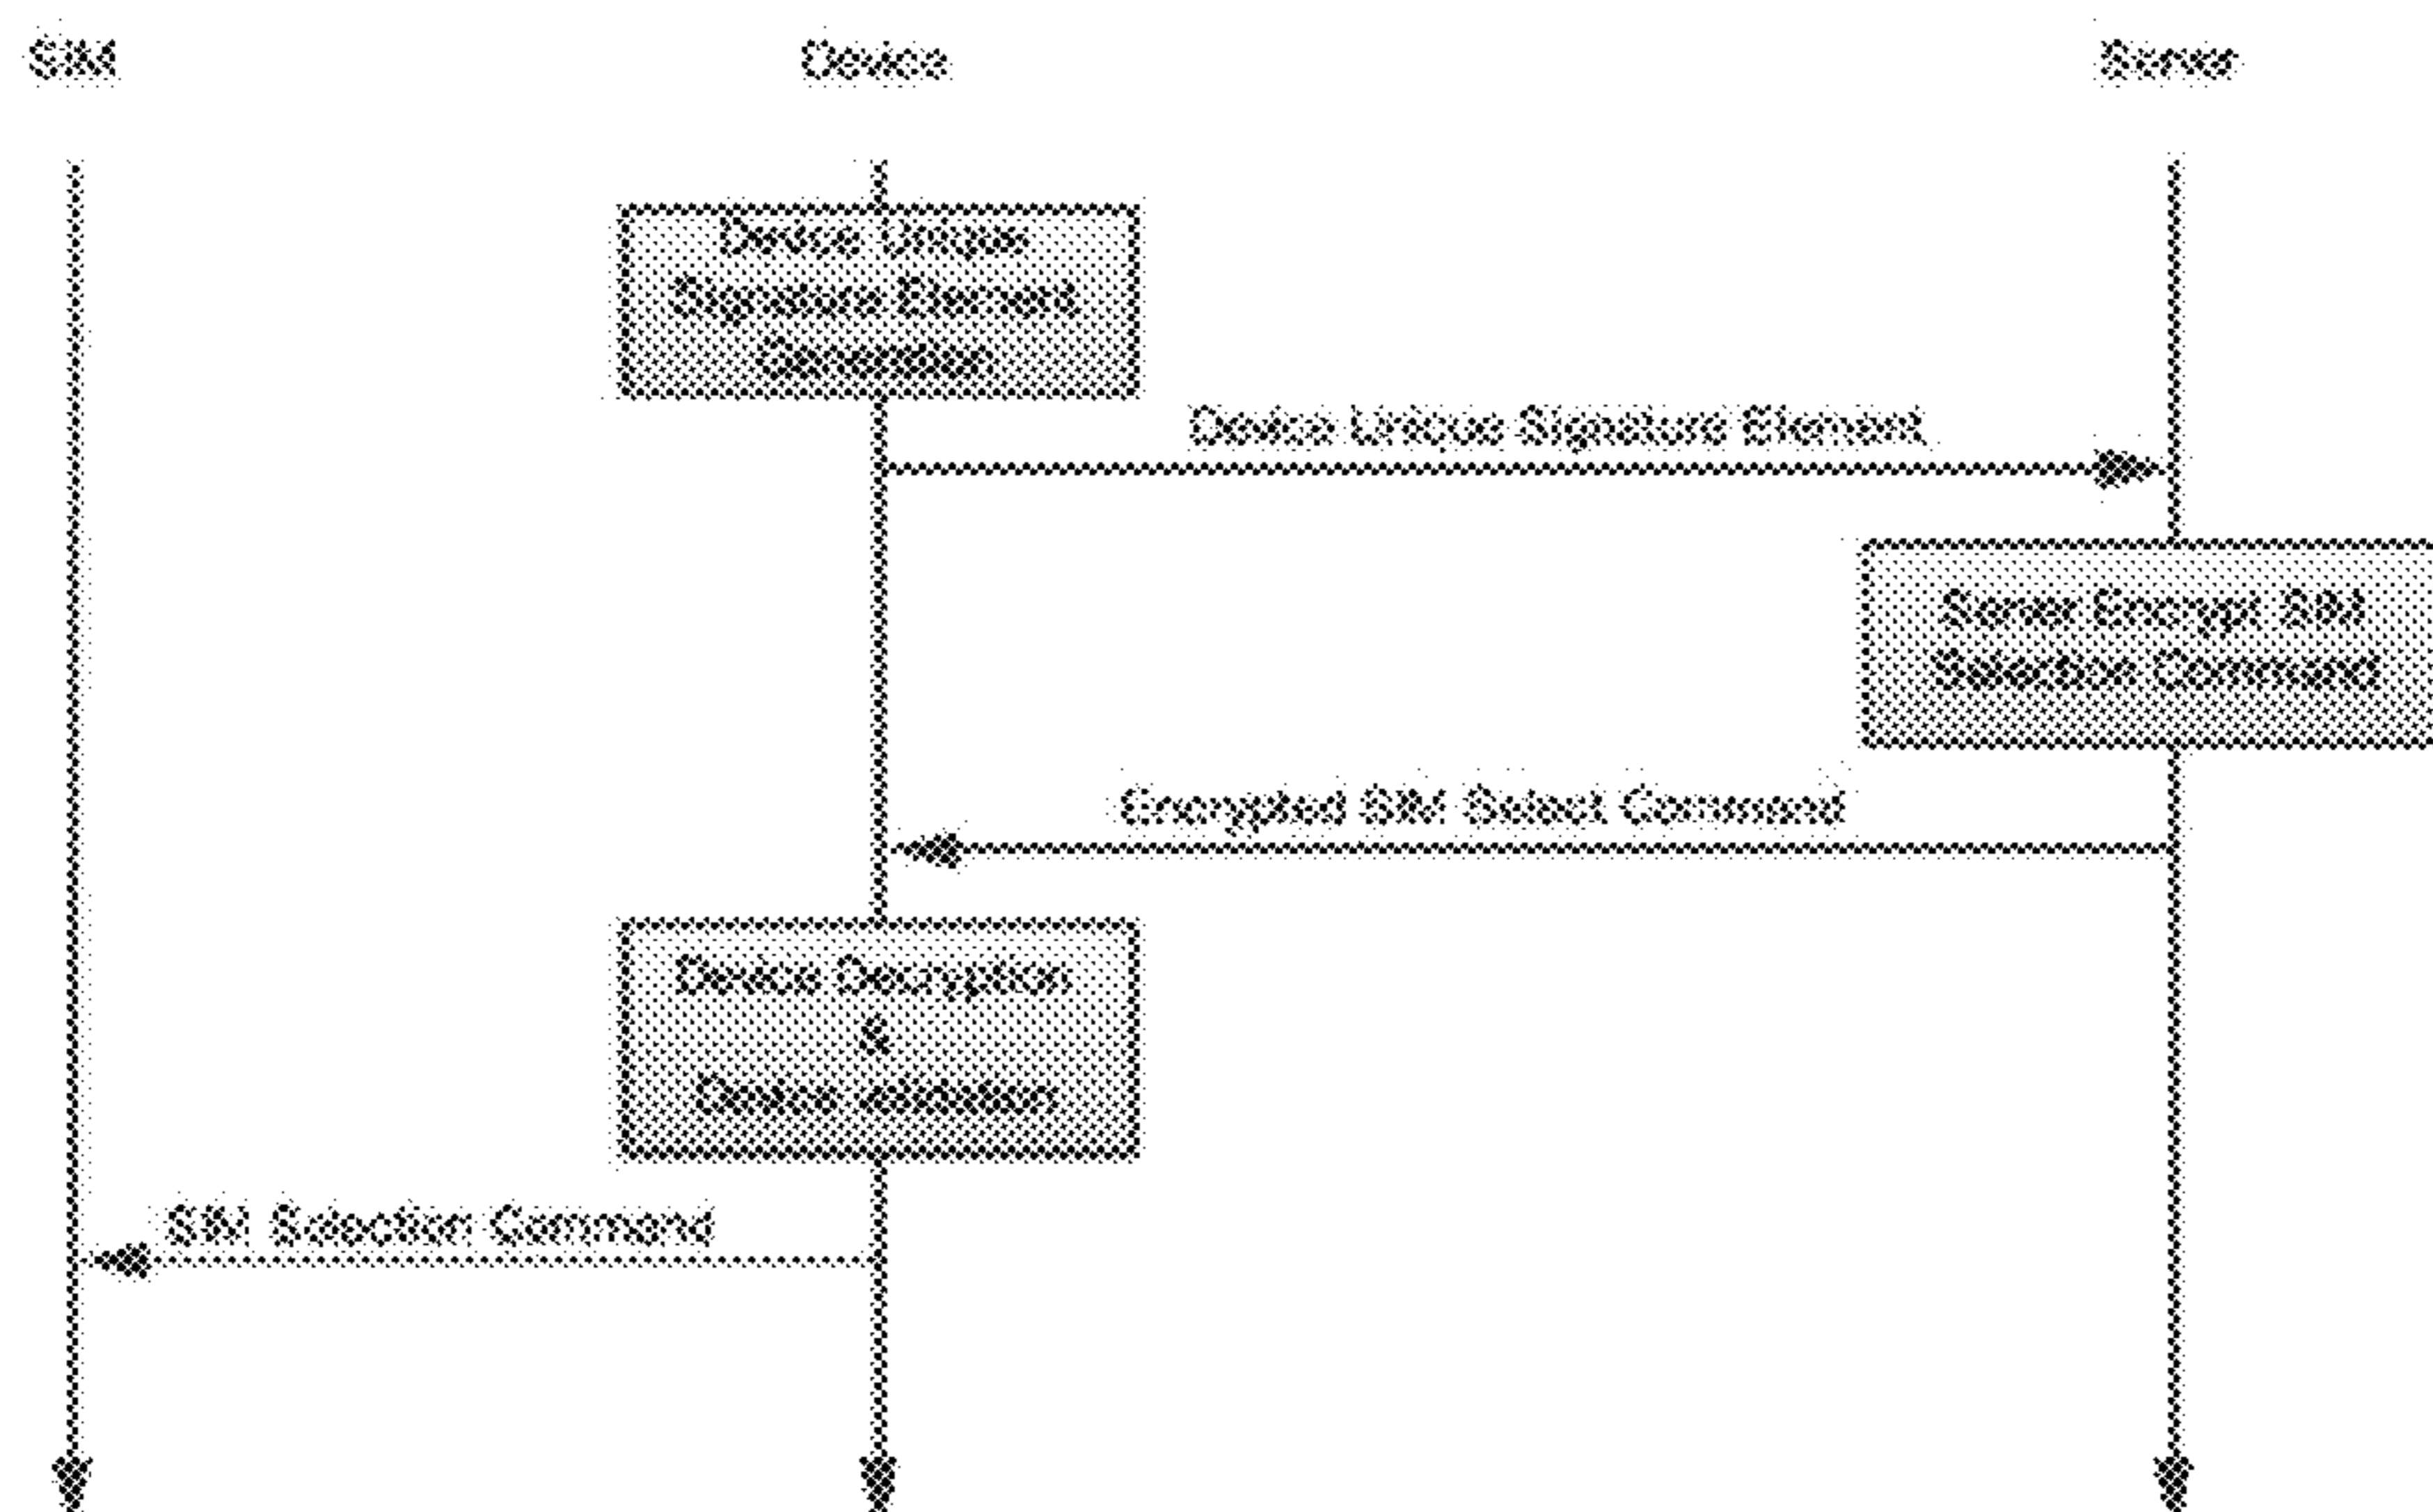 SIM
Device
Server
Device Unique
Signature Element
Generation
Device Unique Signature Element
Server Encrypt SIM
Selection Command
Encrypted SIM Select Command
Device Decryption
&
Device validation
SIM Selection Command